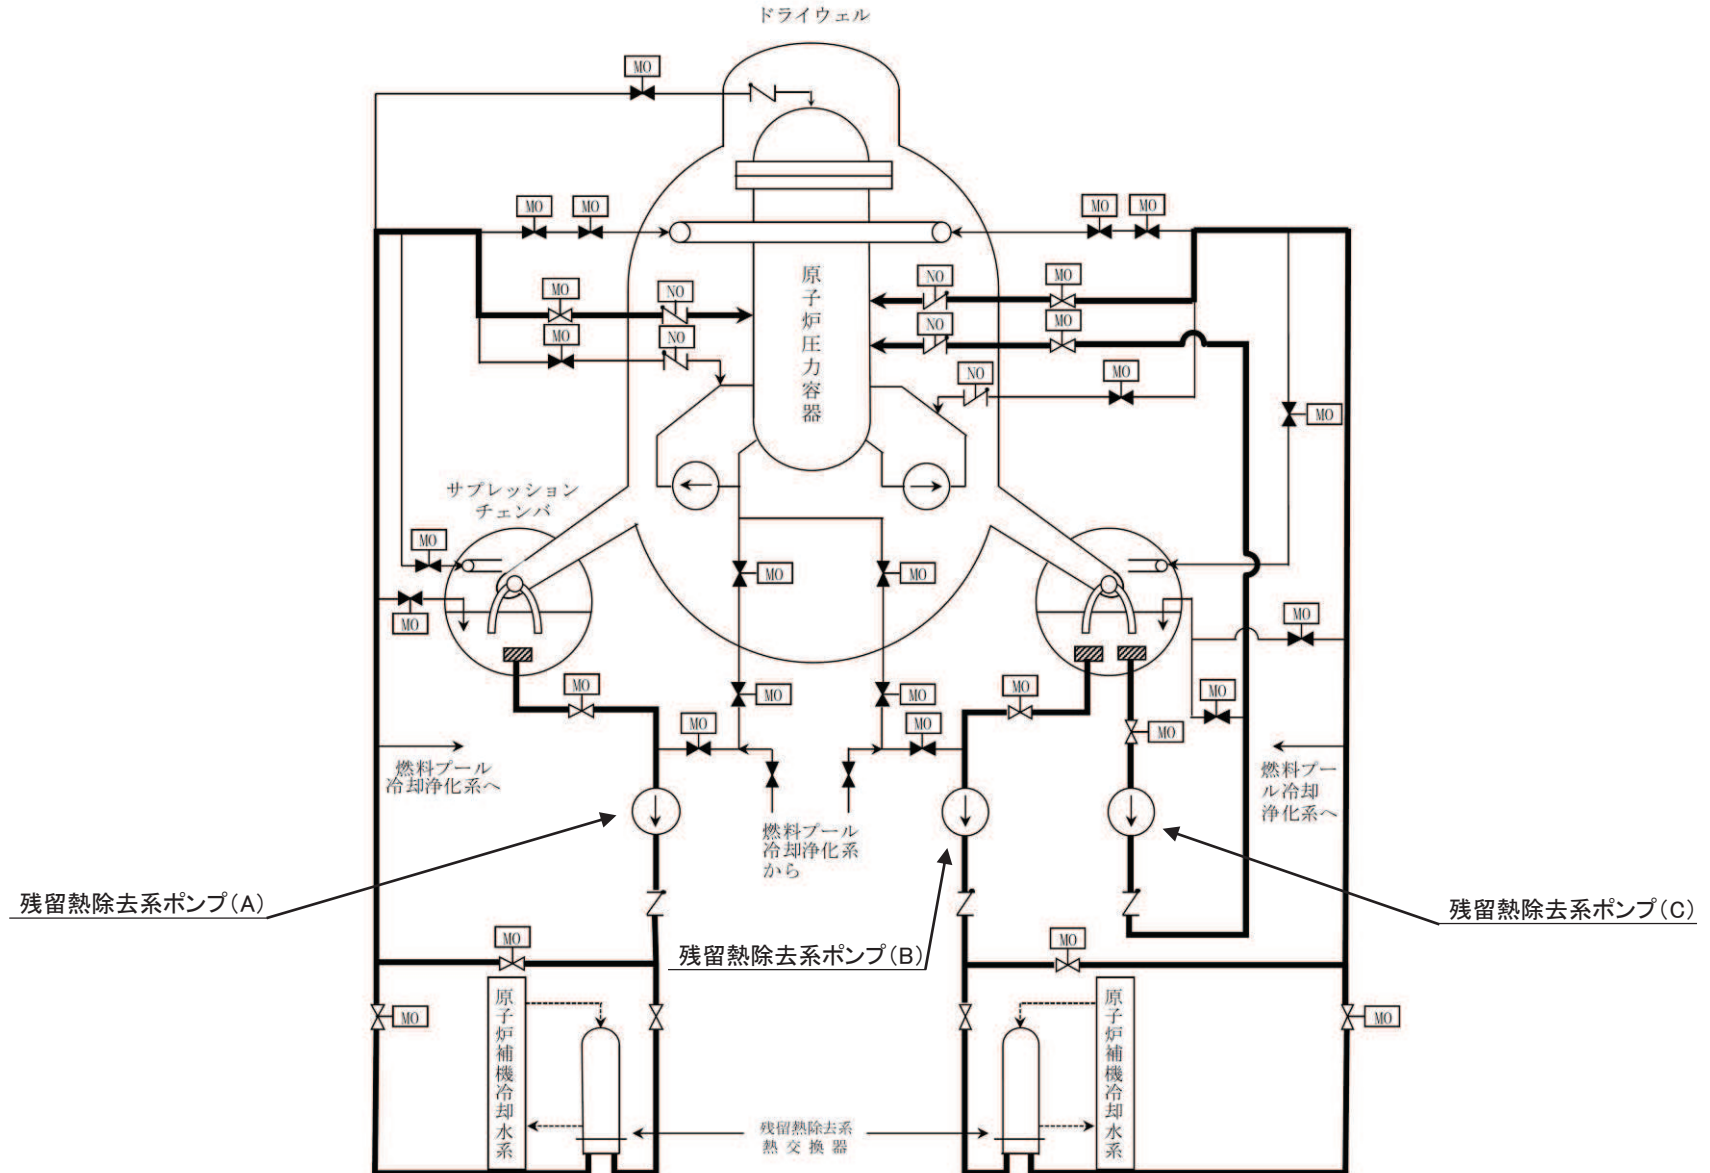 ドライウェル
MO
MO
MO
MO
MO
原子炉圧力容器
MO
NO
NO
MO
MO
NO
NO
MO
MO
NO
NO
MO
MO
サプレッション
チェンバ
MO
MO
MO
MO
MO
MO
MO
MO
MO
MO
MO
MO
MO
MO
燃料プール
冷却浄化系へ
燃料プー
ル冷却
浄化系へ
燃料プール
冷却浄化系
から
残留熱除去系ポンプ(A)
残留熱除去系ポンプ(B)
残留熱除去系ポンプ(C)
MO
MO
MO
MO
原子炉補機冷却水系
原子炉補機冷却水系
残留熱除去系
熱交換器